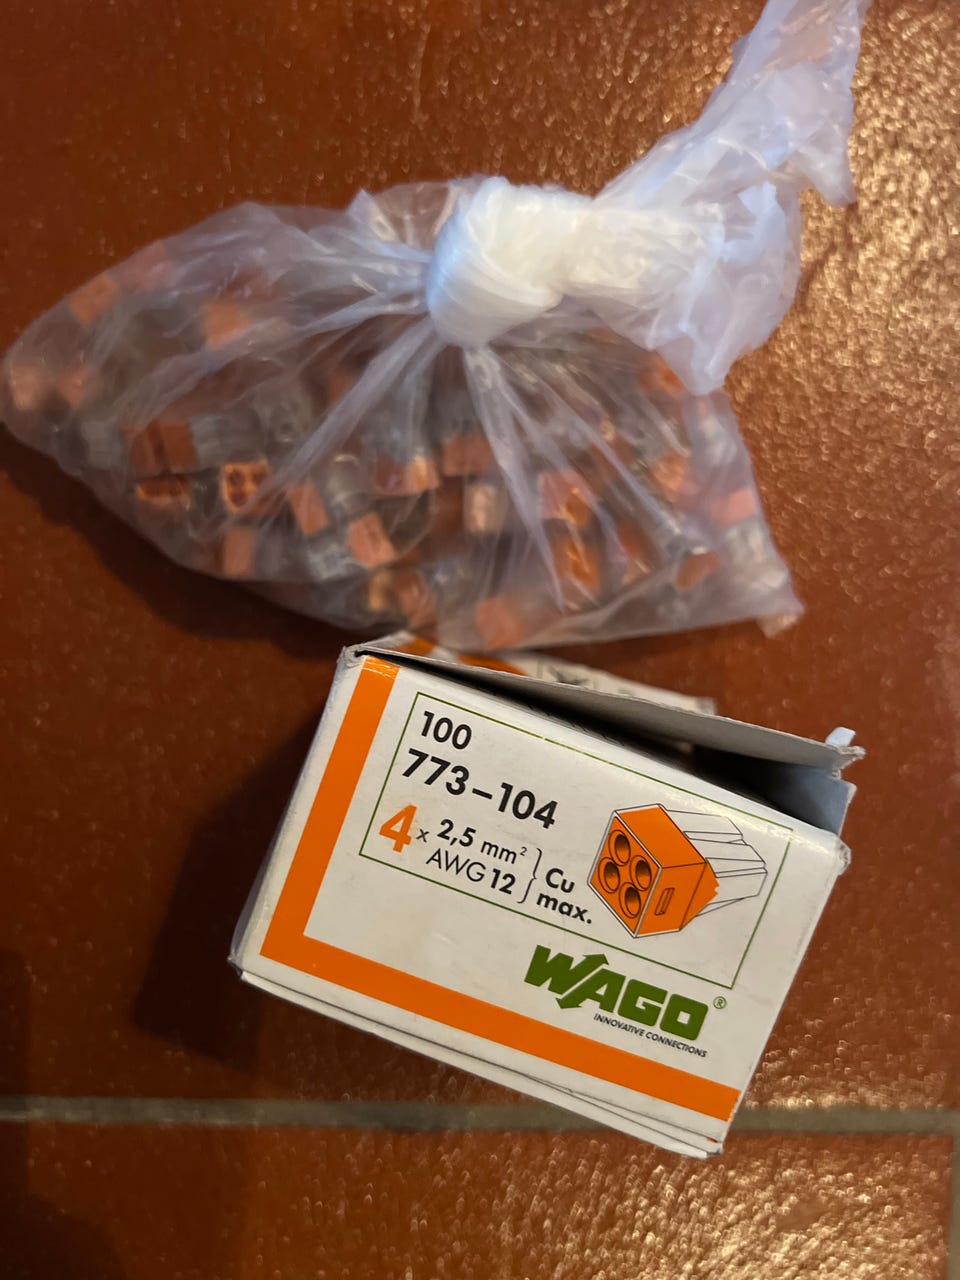 100
773-104
4 x 2,5 mm²
AWG 12
Cu
max.
WAGO®
INNOVATIVE CONNECTIONS